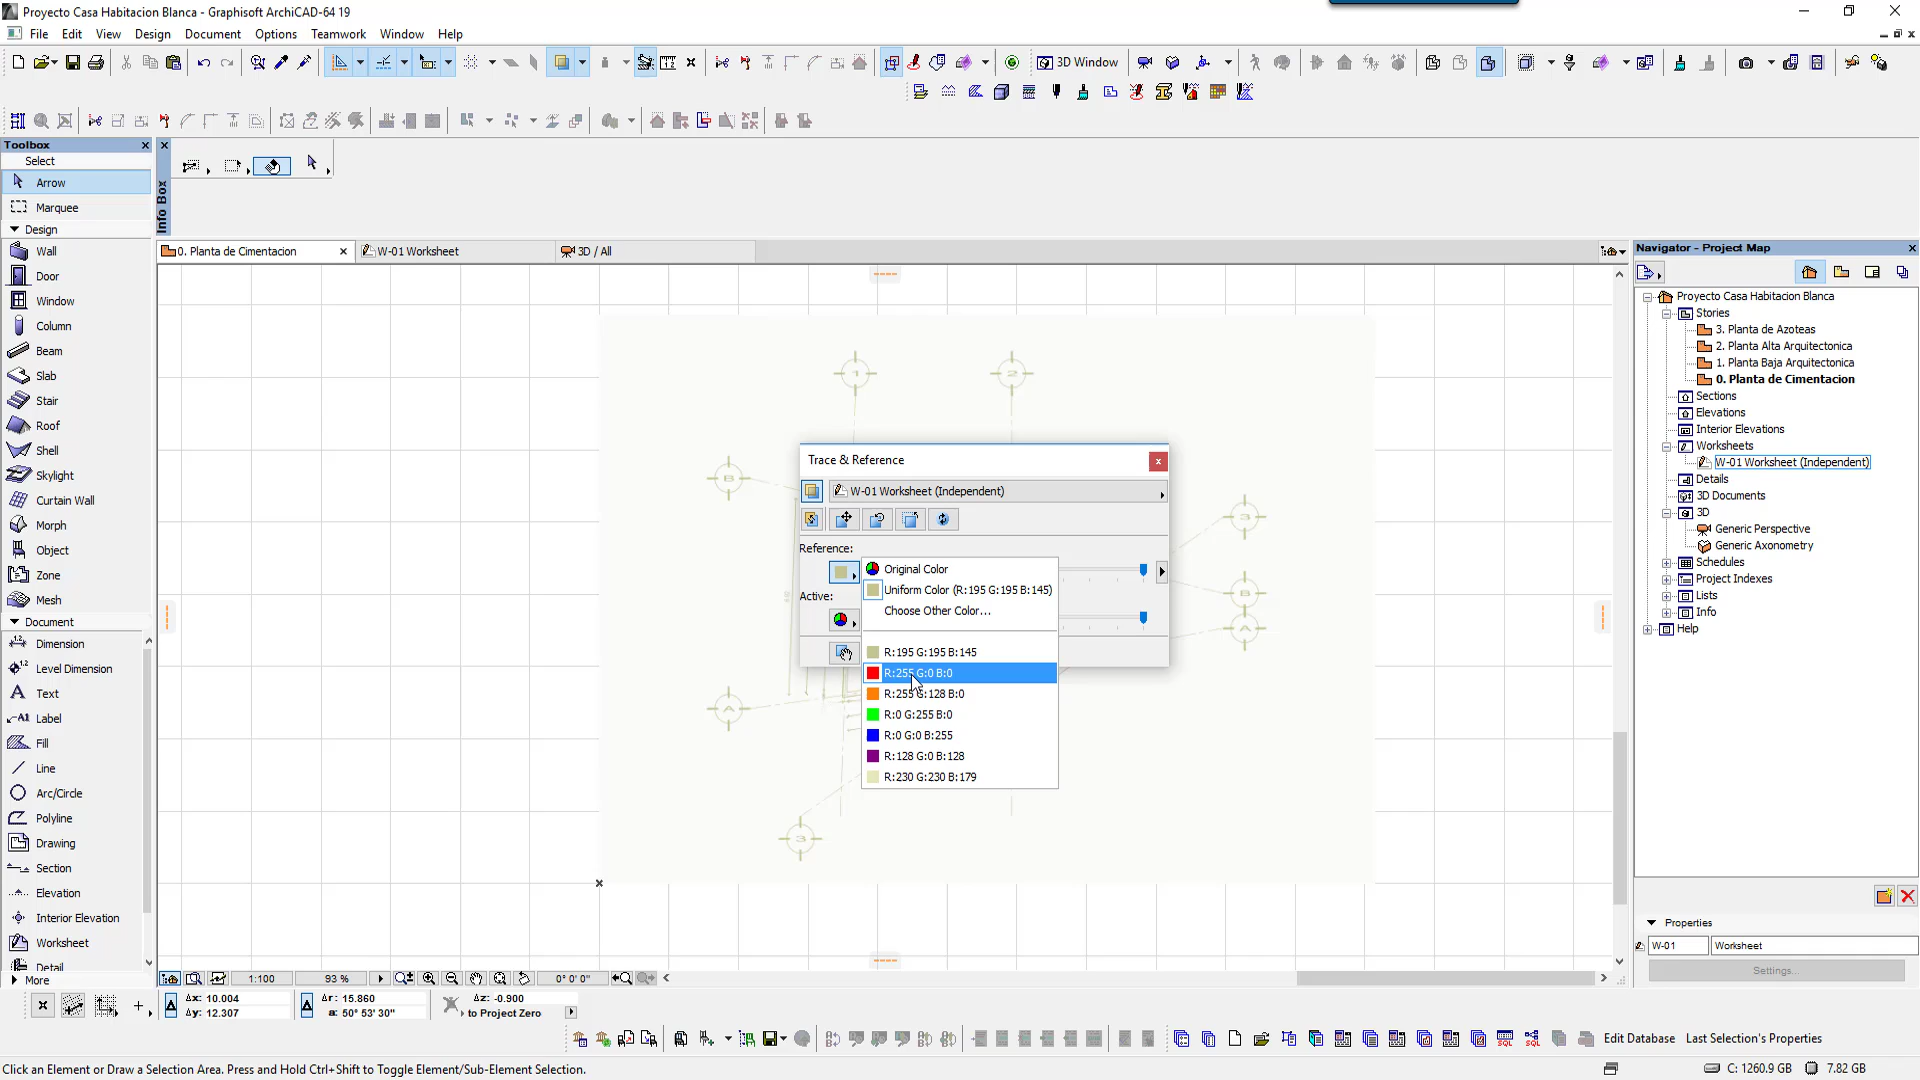 Proyecto Casa Habitacion Blanca - Graphisoft ArchiCAD-64 19
File Edit View Design Document Options Teamwork Window Help
3D Window
Toolbox
Select
Arrow
Marquee
Design
Wall
Door
Window
Column
Beam
Slab
Stair
Roof
Shell
Skylight
Curtain Wall
Morph
Object
Zone
Mesh
Document
Dimension
Level Dimension
Text
Label
Fill
Line
Arc/Circle
Polyline
Drawing
Section
Elevation
Interior Elevation
Worksheet
Detail
More
Info Box
0. Planta de Cimentacion
W-01 Worksheet
3D / All
1
2
B
3
B
A
A
3
Trace & Reference
W-01 Worksheet (Independent)
Reference:
Active:
Original Color
Uniform Color (R:195 G:195 B:145)
Choose Other Color...
R:195 G:195 B:145
R:255 G:0 B:0
R:255 G:128 B:0
R:0 G:255 B:0
R:0 G:0 B:255
R:128 G:0 B:128
R:230 G:230 B:179
Navigator - Project Map
Proyecto Casa Habitacion Blanca
Stories
3. Planta de Azoteas
2. Planta Alta Arquitectonica
1. Planta Baja Arquitectonica
0. Planta de Cimentacion
Sections
Elevations
Interior Elevations
Worksheets
W-01 Worksheet (Independent)
Details
3D Documents
3D
Generic Perspective
Generic Axonometry
Schedules
Project Indexes
Lists
Info
Help
Properties
W-01 Worksheet
Settings...
1:100
93 %
0° 0' 0"
Δx: 10.004
Δy: 12.307
Δr: 15.860
a: 50° 53' 30"
Δz: -0.900
to Project Zero
Edit Database Last Selection's Properties
Click an Element or Draw a Selection Area. Press and Hold Ctrl+Shift to Toggle Element/Sub-Element Selection.
C: 1260.9 GB
7.82 GB